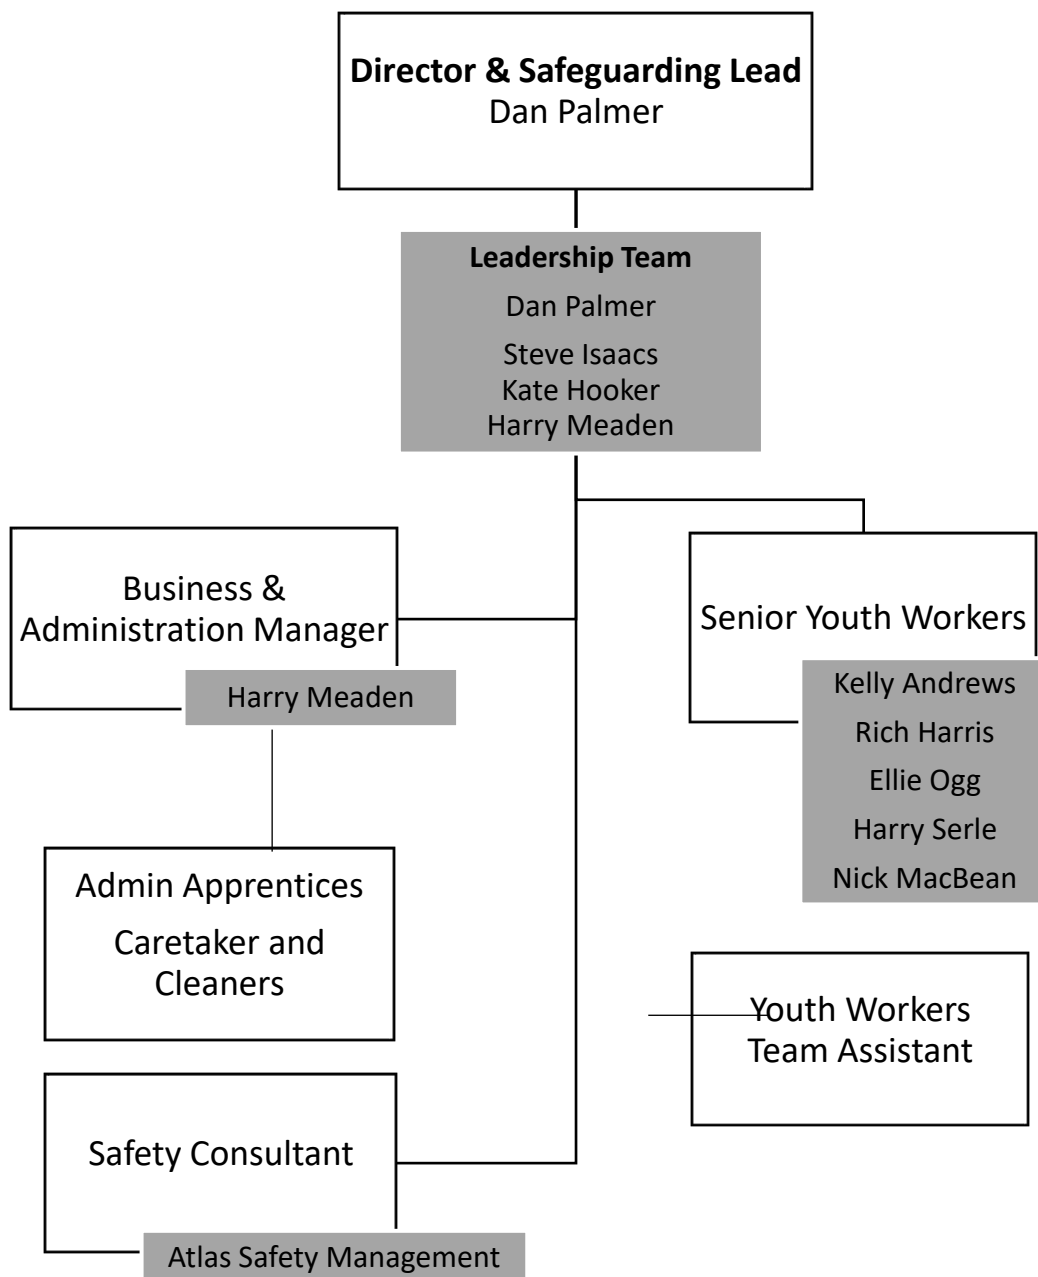 Director & Safeguarding Lead
Dan Palmer
Leadership Team
Dan Palmer
Steve Isaacs
Kate Hooker
Harry Meaden
Business &
Administration Manager
Harry Meaden
Senior Youth Workers
Kelly Andrews
Rich Harris
Ellie Ogg
Harry Serle
Nick MacBean
Admin Apprentices
Caretaker and
Cleaners
Youth Workers
Team Assistant
Safety Consultant
Atlas Safety Management